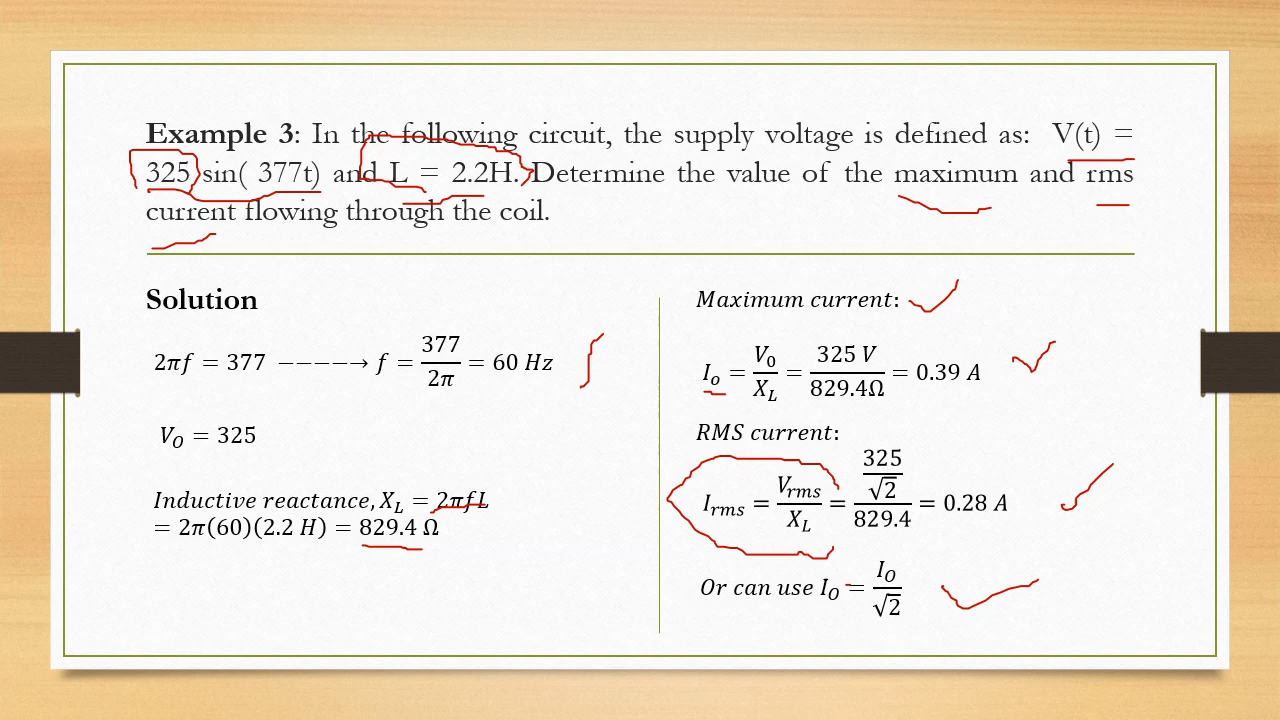 Example 3: In the following circuit, the supply voltage is defined as: V(t) =
325 sin( 377t) and L = 2.2H. Determine the value of the maximum and rms
current flowing through the coil.
Solution
2πf = 377 −−−−−→ f = 377/2π = 60 Hz
V_O = 325
Inductive reactance, X_L = 2πfL
= 2π(60)(2.2 H) = 829.4 Ω
Maximum current:
I_o = V_0/X_L = 325 V/829.4Ω = 0.39 A
RMS current:
I_rms = V_rms/X_L = (325/√2)/829.4 = 0.28 A
Or can use I_O = I_O/√2